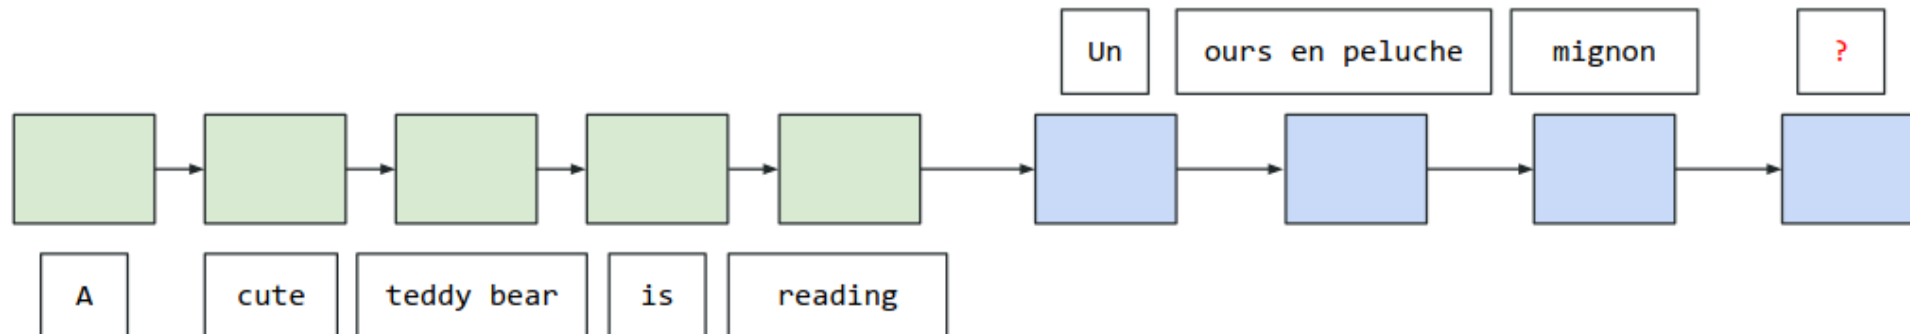 Un ours en peluche mignon ?
A cute teddy bear is reading